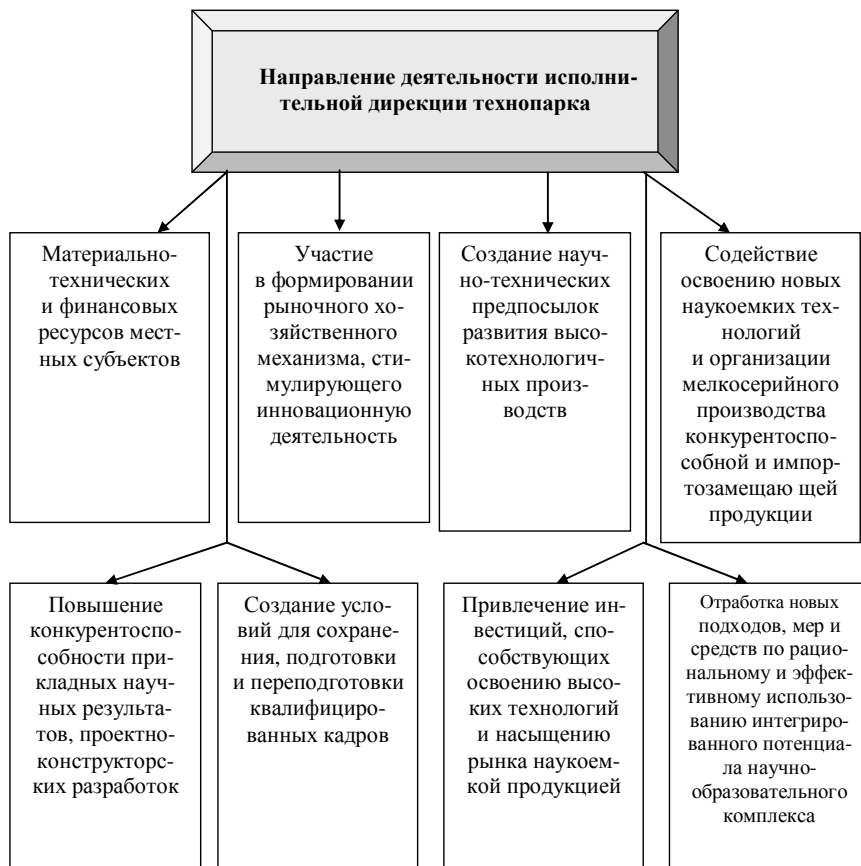 Направление деятельности исполни-
тельной дирекции технопарка
Материально-
технических
и финансовых
ресурсов мест-
ных субъектов
Участие
в формировании
рыночного хо-
зяйственного
механизма, сти-
мулирующего
инновационную
деятельность
Создание науч-
но-технических
предпосылок
развития высо-
котехнологич-
ных произ-
водств
Содействие
освоению новых
наукоемких тех-
нологий
и организации
мелкосерийного
производства
конкурентоспо-
собной и импор-
тозамещаю щей
продукции
Повышение
конкурентоспо-
собности при-
кладных науч-
ных результа-
тов, проектно-
конструкторс-
ких разработок
Создание усло-
вий для сохране-
ния, подготовки
и переподготовки
квалифициро-
ванных кадров
Привлечение ин-
вестиций, спо-
собствующих
освоению высо-
ких технологий
и насыщению
рынка наукоем-
кой продукцией
Отработка новых
подходов, мер и
средств по рацио-
нальному и эффек-
тивному использо-
ванию интегриро-
ванного потенциа-
ла научно-
образовательного
комплекса